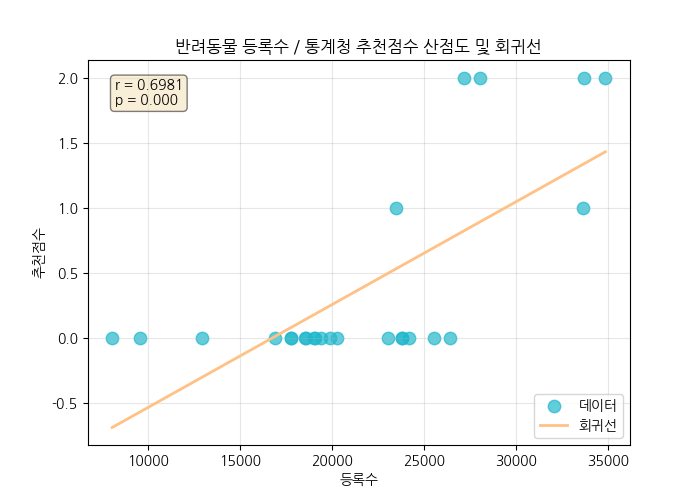 반려동물 등록수 / 통계청 추천점수 산점도 및 회귀선
r = 0.6981
p = 0.000
추천점수
2.0
1.5
1.0
0.5
0.0
-0.5
10000 15000 20000 25000 30000 35000
등록수
데이터
회귀선